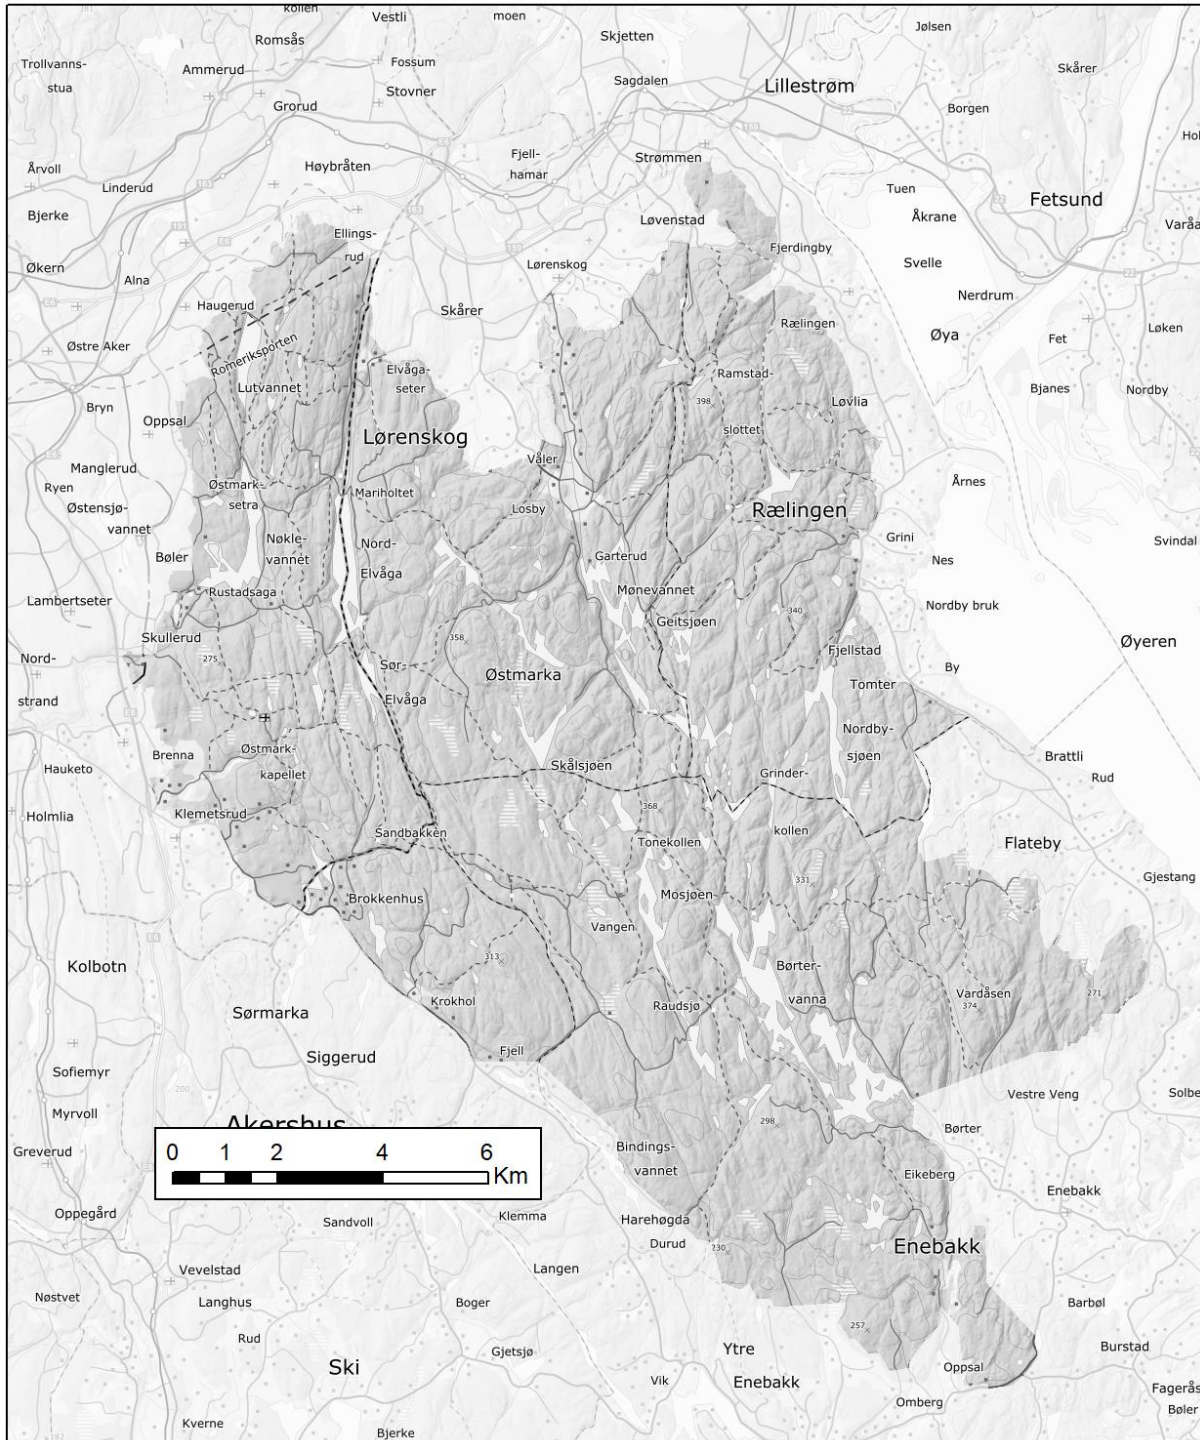 kollen
Vestli
moen
Jølsen
Romsås
Skjetten
Trollvanns-
stua
Ammerud
Fossum
Stovner
Sagdalen
Lillestrøm
Skårer
Grorud
Borgen
Årvoll
Linderud
Høybråten
Fjell-
hamar
Strømmen
Tuen
Fetsund
Bjerke
Ellings-
rud
Løvenstad
Åkrane
Økern
Alna
Lørenskog
Fjerdingby
Svelle
Nerdrum
Haugerud
Skårer
Rælingen
Øya
Fet
Løken
Østre Aker
Romeriksporten
Elvåga-
seter
Lutvannet
Ramstad-
slottet
398
Løvlia
Bjanes
Nordby
Bryn
Oppsal
Lørenskog
Våler
Manglerud
Ryen
Østensjø-
vannet
Østmark-
setra
Mariholtet
Losby
Rælingen
Årnes
Bøler
Nøkle-
vannet
Nord-
Elvåga
Garterud
Grini
Nes
Svindal
Lambertseter
Rustadsaga
Mønevannet
Geitsjøen
340
Nordby bruk
Skullerud
275
358
Øyeren
Nord-
strand
Sør-
Elvåga
Østmarka
Fjellstad
Tomter
By
Brenna
Østmark-
kapellet
Nordby-
sjøen
Brattli
Hauketo
Skålsjøen
Grinder-
kollen
Rud
Holmlia
Klemetsrud
Sandbakken
368
Tonekollen
Flateby
Brokkenhus
Mosjøen
331
Gjestang
Vangen
Kolbotn
313
Børter-
vanna
Krokhol
Raudsjø
Vardåsen
374
271
Sørmarka
Siggerud
Fjell
Sofiemyr
200
Myrvoll
Akershus
298
Vestre Veng
Greverud
0 1 2 4 6
Km
Bindings-
vannet
Børter
Eikeberg
Enebakk
Oppegård
Sandvoll
Klemma
Harehøgda
Durud
230
Enebakk
Vevelstad
Langen
Nøstvet
Langhus
Boger
Barbøl
Rud
Gjetsjø
257
Burstad
Ski
Ytre
Enebakk
Vik
Oppsal
Omberg
Fagerås
Bøler
Kverne
Bjerke